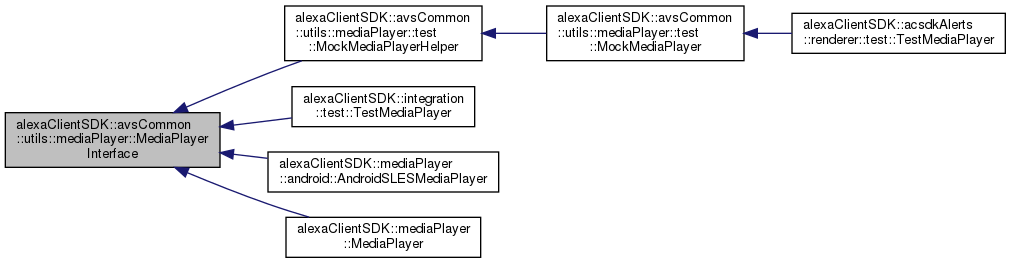 alexaClientSDK::avsCommon
::utils::mediaPlayer::MediaPlayer
Interface
alexaClientSDK::avsCommon
::utils::mediaPlayer::test
::MockMediaPlayerHelper
alexaClientSDK::avsCommon
::utils::mediaPlayer::test
::MockMediaPlayer
alexaClientSDK::acsdkAlerts
::renderer::test::TestMediaPlayer
alexaClientSDK::integration
::test::TestMediaPlayer
alexaClientSDK::mediaPlayer
::android::AndroidSLESMediaPlayer
alexaClientSDK::mediaPlayer
::MediaPlayer